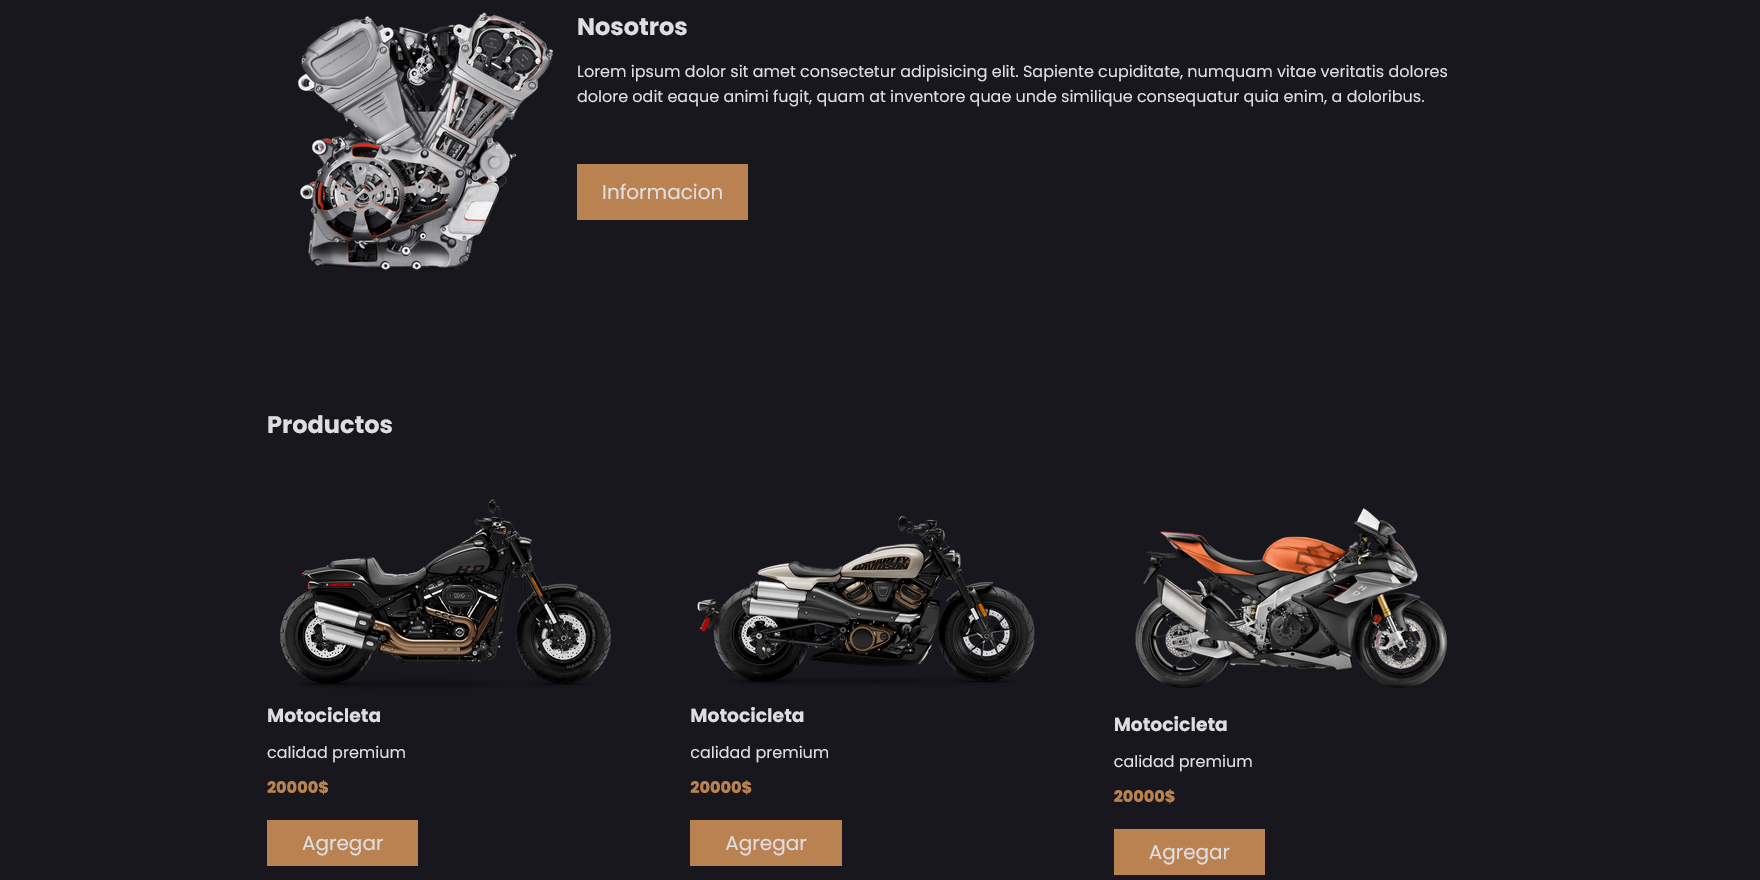 Nosotros
Lorem ipsum dolor sit amet consectetur adipisicing elit. Sapiente cupiditate, numquam vitae veritatis dolores
dolore odit eaque animi fugit, quam at inventore quae unde similique consequatur quia enim, a doloribus.
Informacion
Productos
Motocicleta
calidad premium
20000$
Agregar
Motocicleta
calidad premium
20000$
Agregar
Motocicleta
calidad premium
20000$
Agregar